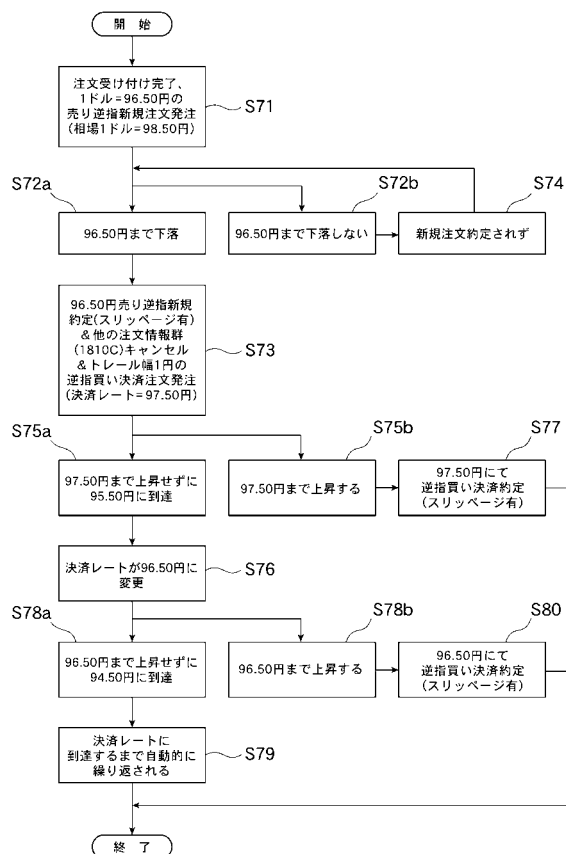 開 始
注文受け付け完了、
1ドル=96.50円の
売り逆指新規注文発注
(相場1ドル=98.50円)
S71
S72a
S72b
S74
96.50円まで下落
96.50円まで下落しない
新規注文約定されず
96.50円売り逆指新規
約定(スリッページ有)
&他の注文情報群
(1810C)キャンセル
&トレール幅1円の
逆指買い決済注文発注
(決済レート=97.50円)
S73
S75a
S75b
S77
97.50円まで上昇せずに
95.50円に到達
97.50円まで上昇する
97.50円にて
逆指買い決済約定
(スリッページ有)
決済レートが96.50円に
変更
S76
S78a
S78b
S80
96.50円まで上昇せずに
94.50円に到達
96.50円まで上昇する
96.50円にて
逆指買い決済約定
(スリッページ有)
決済レートに
到達するまで自動的に
繰り返される
S79
終 了